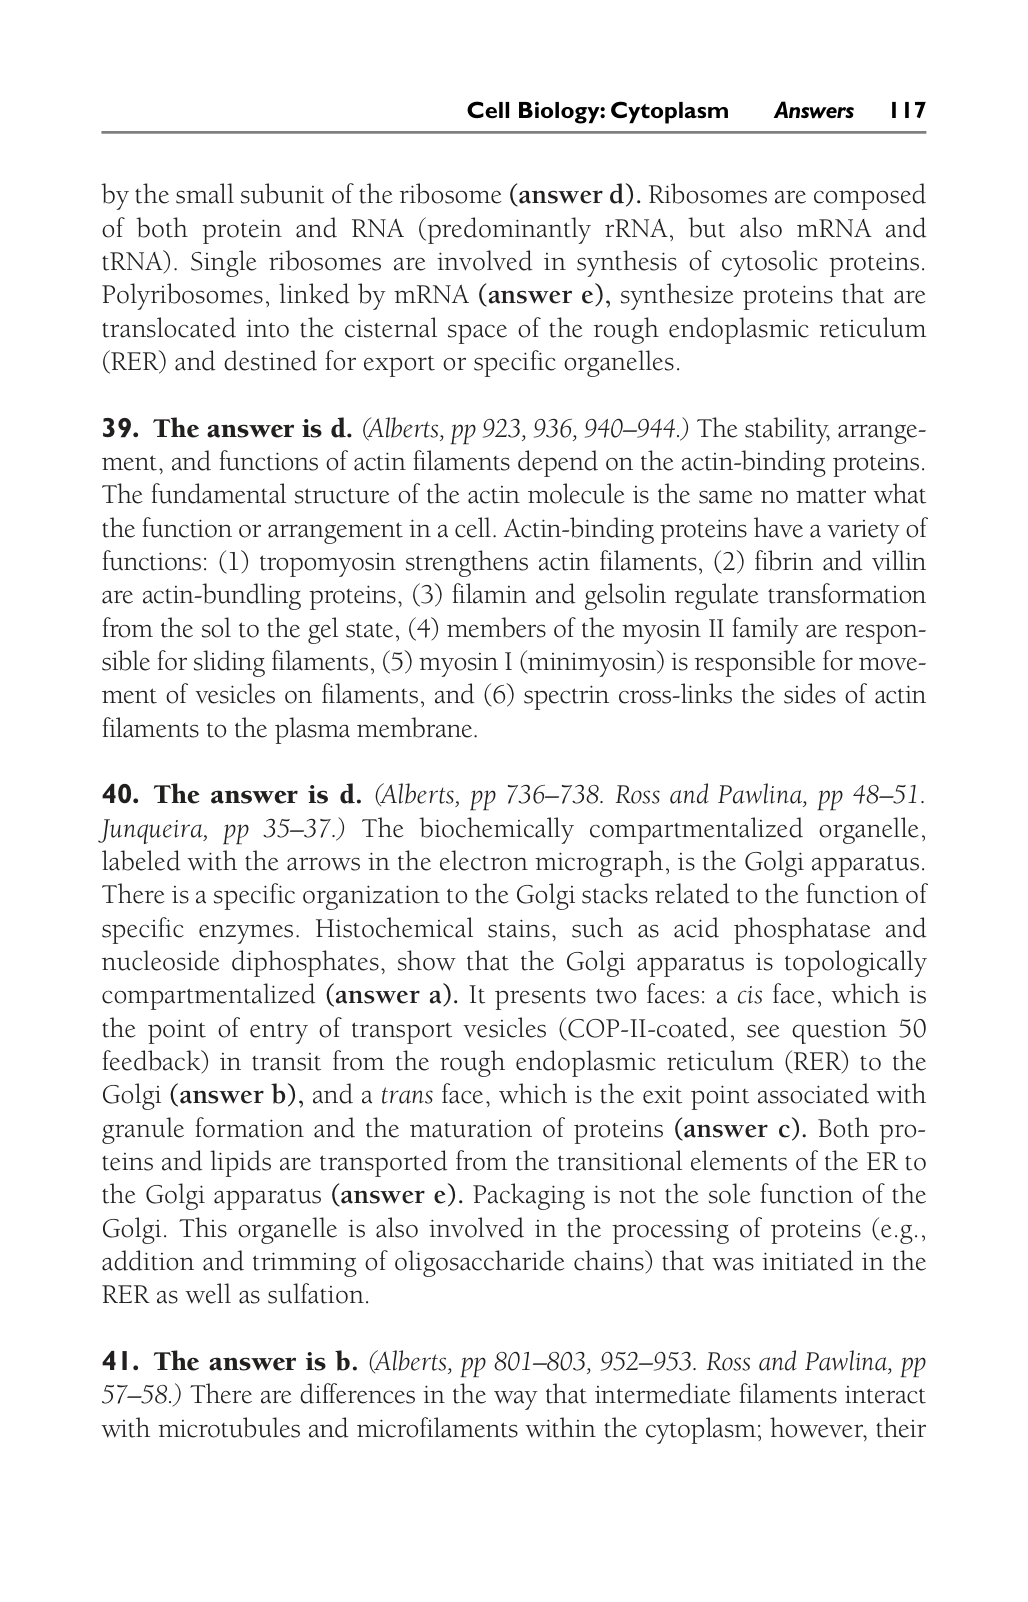 Cell Biology: Cytoplasm Answers 117
by the small subunit of the ribosome (answer d). Ribosomes are composed
of both protein and RNA (predominantly rRNA, but also mRNA and
tRNA). Single ribosomes are involved in synthesis of cytosolic proteins.
Polyribosomes, linked by mRNA (answer e), synthesize proteins that are
translocated into the cisternal space of the rough endoplasmic reticulum
(RER) and destined for export or specific organelles.
39. The answer is d. (Alberts, pp 923, 936, 940–944.) The stability, arrange-
ment, and functions of actin filaments depend on the actin-binding proteins.
The fundamental structure of the actin molecule is the same no matter what
the function or arrangement in a cell. Actin-binding proteins have a variety of
functions: (1) tropomyosin strengthens actin filaments, (2) fibrin and villin
are actin-bundling proteins, (3) filamin and gelsolin regulate transformation
from the sol to the gel state, (4) members of the myosin II family are respon-
sible for sliding filaments, (5) myosin I (minimyosin) is responsible for move-
ment of vesicles on filaments, and (6) spectrin cross-links the sides of actin
filaments to the plasma membrane.
40. The answer is d. (Alberts, pp 736–738. Ross and Pawlina, pp 48–51.
Junqueira, pp 35–37.) The biochemically compartmentalized organelle,
labeled with the arrows in the electron micrograph, is the Golgi apparatus.
There is a specific organization to the Golgi stacks related to the function of
specific enzymes. Histochemical stains, such as acid phosphatase and
nucleoside diphosphates, show that the Golgi apparatus is topologically
compartmentalized (answer a). It presents two faces: a cis face, which is
the point of entry of transport vesicles (COP-II-coated, see question 50
feedback) in transit from the rough endoplasmic reticulum (RER) to the
Golgi (answer b), and a trans face, which is the exit point associated with
granule formation and the maturation of proteins (answer c). Both pro-
teins and lipids are transported from the transitional elements of the ER to
the Golgi apparatus (answer e). Packaging is not the sole function of the
Golgi. This organelle is also involved in the processing of proteins (e.g.,
addition and trimming of oligosaccharide chains) that was initiated in the
RER as well as sulfation.
41. The answer is b. (Alberts, pp 801–803, 952–953. Ross and Pawlina, pp
57–58.) There are differences in the way that intermediate filaments interact
with microtubules and microfilaments within the cytoplasm; however, their